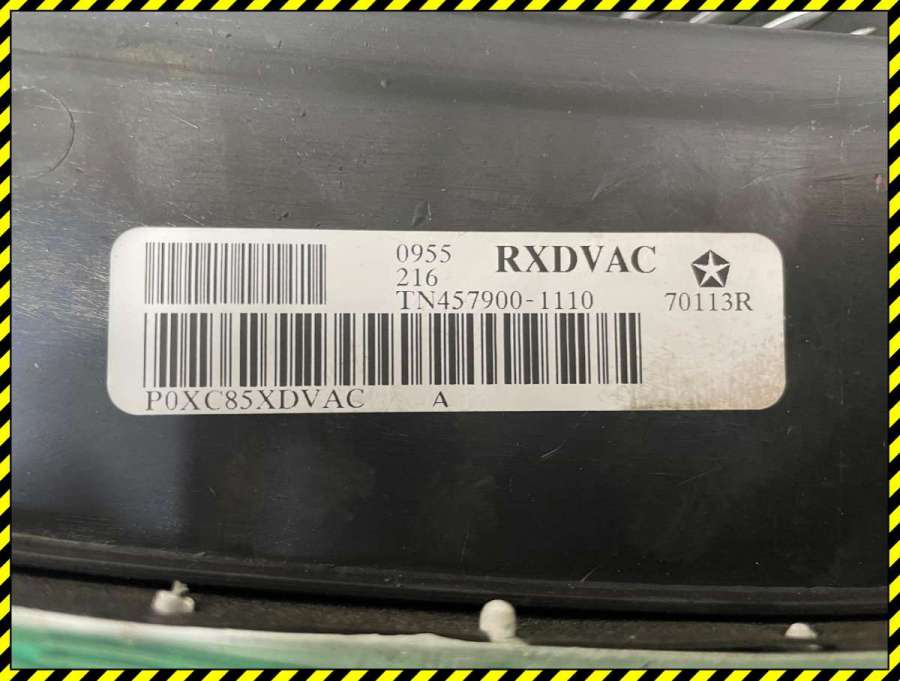 0955 RXDVAC
216
TN457900-1110 70113R
P0XC85XDVAC A